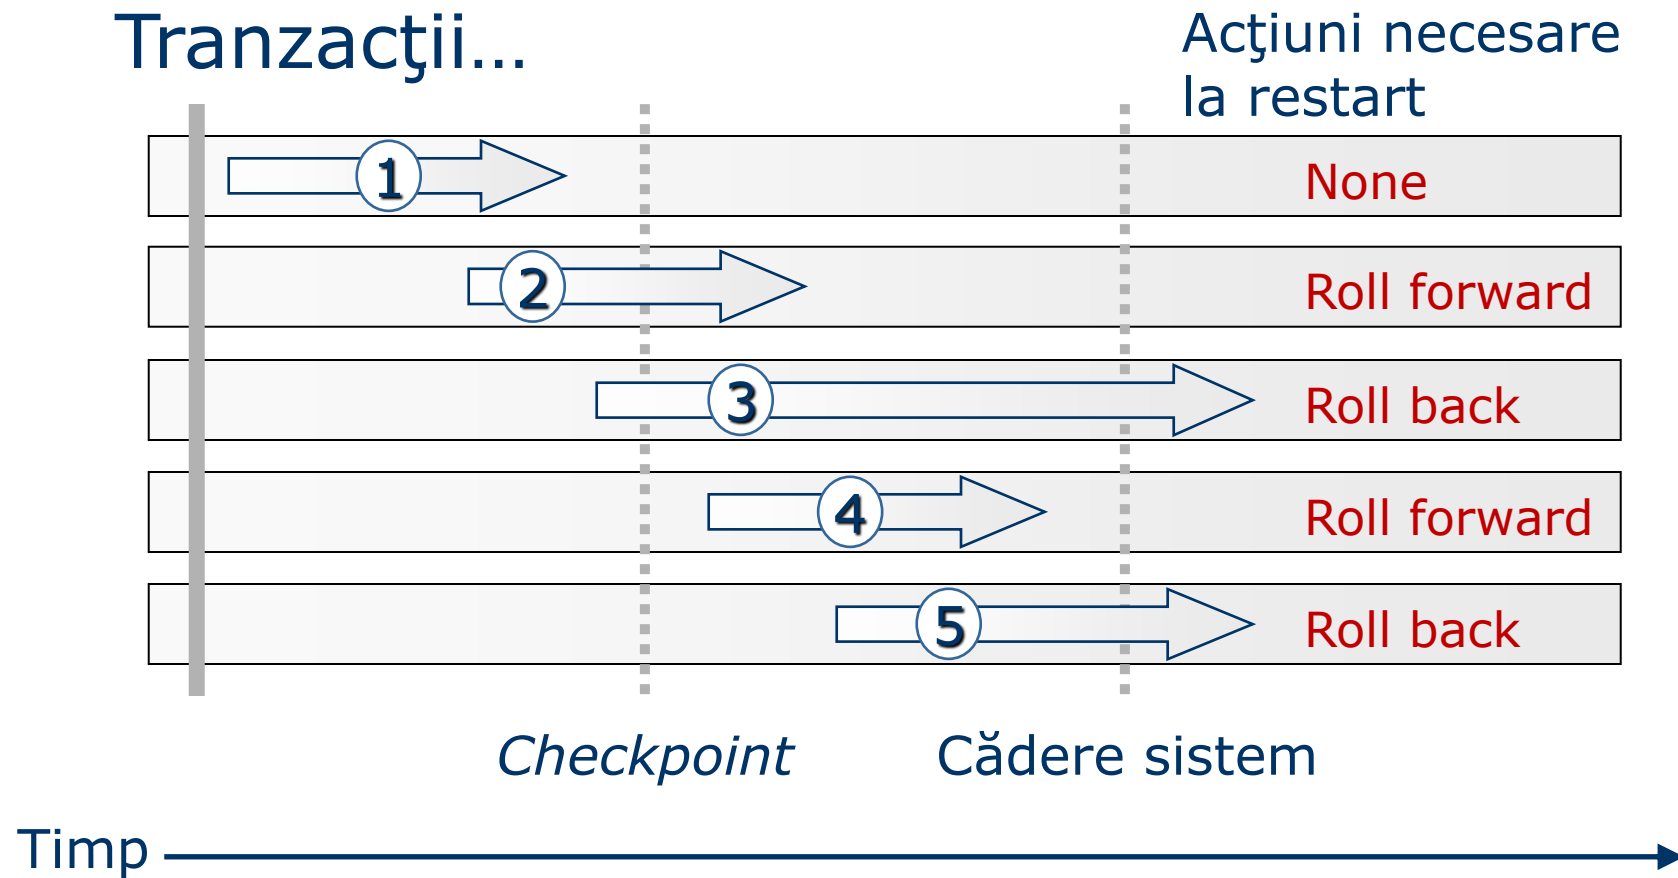 Tranzacţii...
Acţiuni necesare
la restart
1
None
2
Roll forward
3
Roll back
4
Roll forward
5
Roll back
Checkpoint
Cădere sistem
Timp